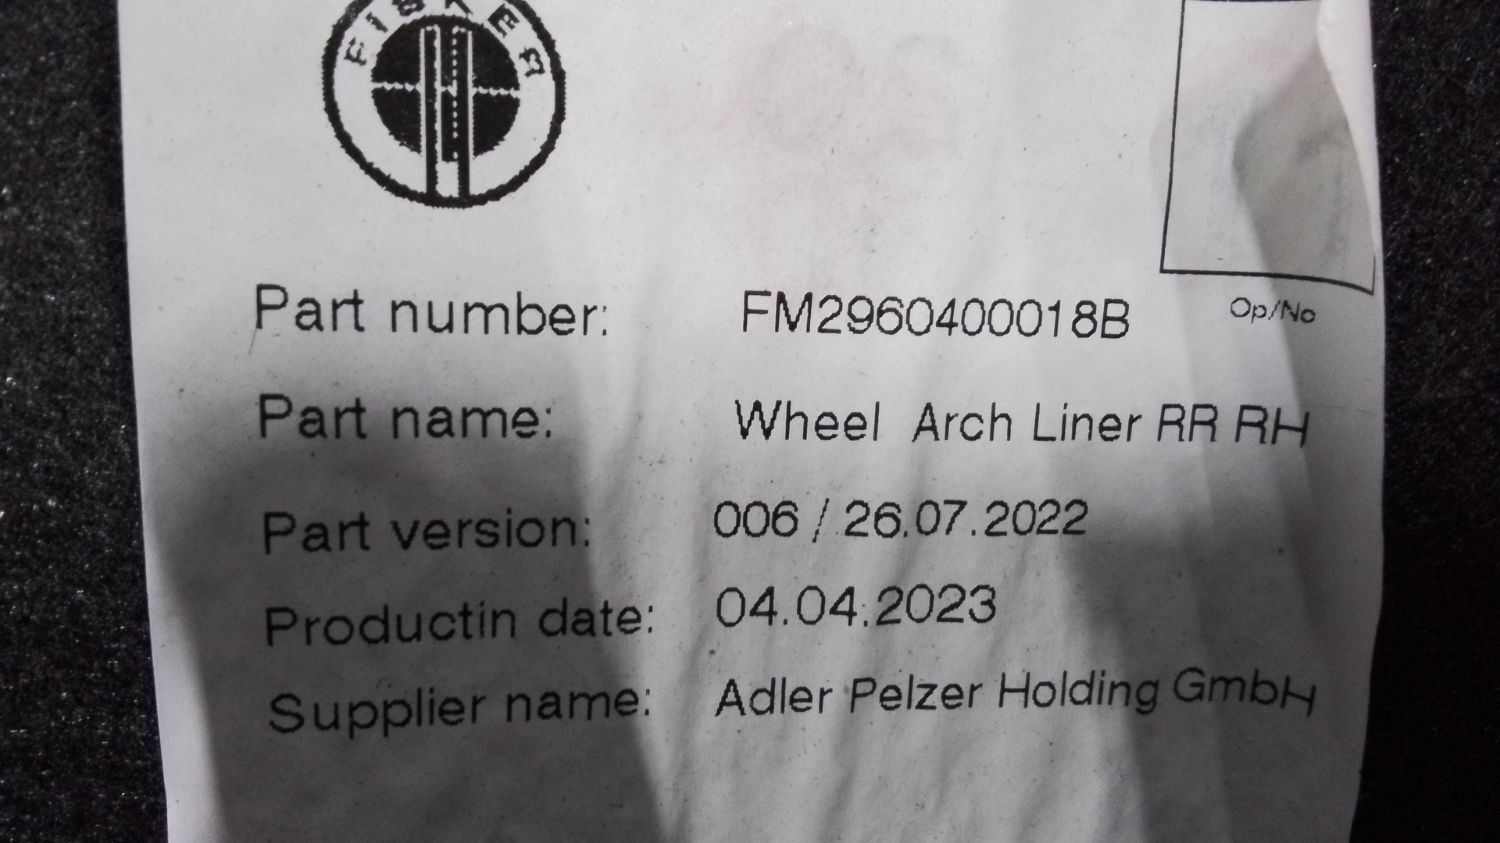 FISKER
Op/No
Part number: FM2960400018B
Part name: Wheel Arch Liner RR RH
Part version: 006 / 26.07.2022
Productin date: 04.04.2023
Supplier name: Adler Pelzer Holding GmbH